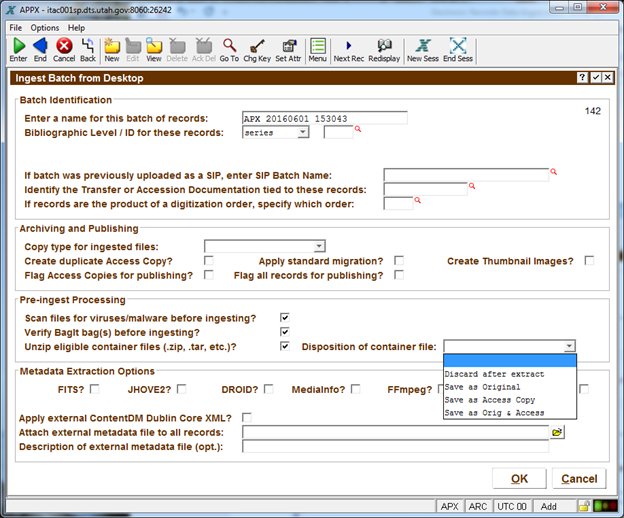 APPX - itac001sp.dts.utah.gov:8060:26242
File Options Help
Enter End Cancel Back New Edit View Delete Ack Del Go To Chg Key Set Attr Menu Next Rec Redisplay New Sess End Sess
Ingest Batch from Desktop
Batch Identification
142
Enter a name for this batch of records: APX 20160601 153043
Bibliographic Level / ID for these records: series
If batch was previously uploaded as a SIP, enter SIP Batch Name:
Identify the Transfer or Accession Documentation tied to these records:
If records are the product of a digitization order, specify which order:
Archiving and Publishing
Copy type for ingested files:
Create duplicate Access Copy? Apply standard migration? Create Thumbnail Images?
Flag Access Copies for publishing? Flag all records for publishing?
Pre-ingest Processing
Scan files for viruses/malware before ingesting?
Verify BagIt bag(s) before ingesting?
Unzip eligible container files (.zip, .tar, etc.)? Disposition of container file:
Discard after extract
Save as Original
Save as Access Copy
Save as Orig & Access
Metadata Extraction Options
FITS? JHOVE2? DROID? MediaInfo? FFmpeg?
Apply external ContentDM Dublin Core XML?
Attach external metadata file to all records:
Description of external metadata file (opt.):
OK Cancel
APX ARC UTC 00 Add